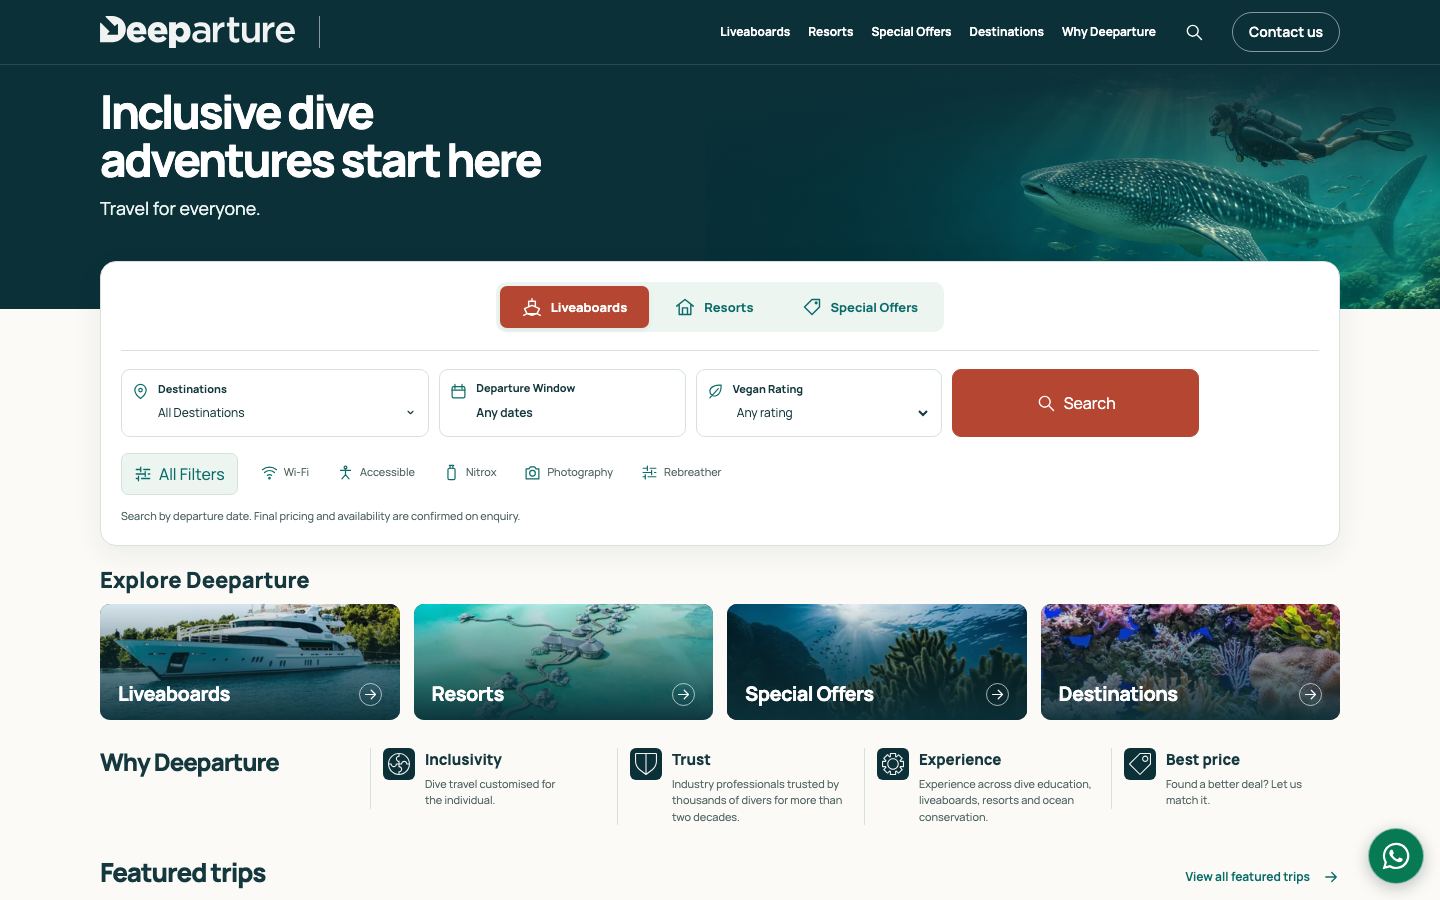 Deeparture
Liveaboards
Resorts
Special Offers
Destinations
Why Deeparture
Contact us
Inclusive dive
adventures start here
Travel for everyone.
Liveaboards
Resorts
Special Offers
Destinations
All Destinations
Departure Window
Any dates
Vegan Rating
Any rating
Search
All Filters
Wi-Fi
Accessible
Nitrox
Photography
Rebreather
Search by departure date. Final pricing and availability are confirmed on enquiry.
Explore Deeparture
Liveaboards
Resorts
Special Offers
Destinations
Why Deeparture
Inclusivity
Dive travel customised for
the individual.
Trust
Industry professionals trusted by
thousands of divers for more than
two decades.
Experience
Experience across dive education,
liveaboards, resorts and ocean
conservation.
Best price
Found a better deal? Let us
match it.
Featured trips
View all featured trips